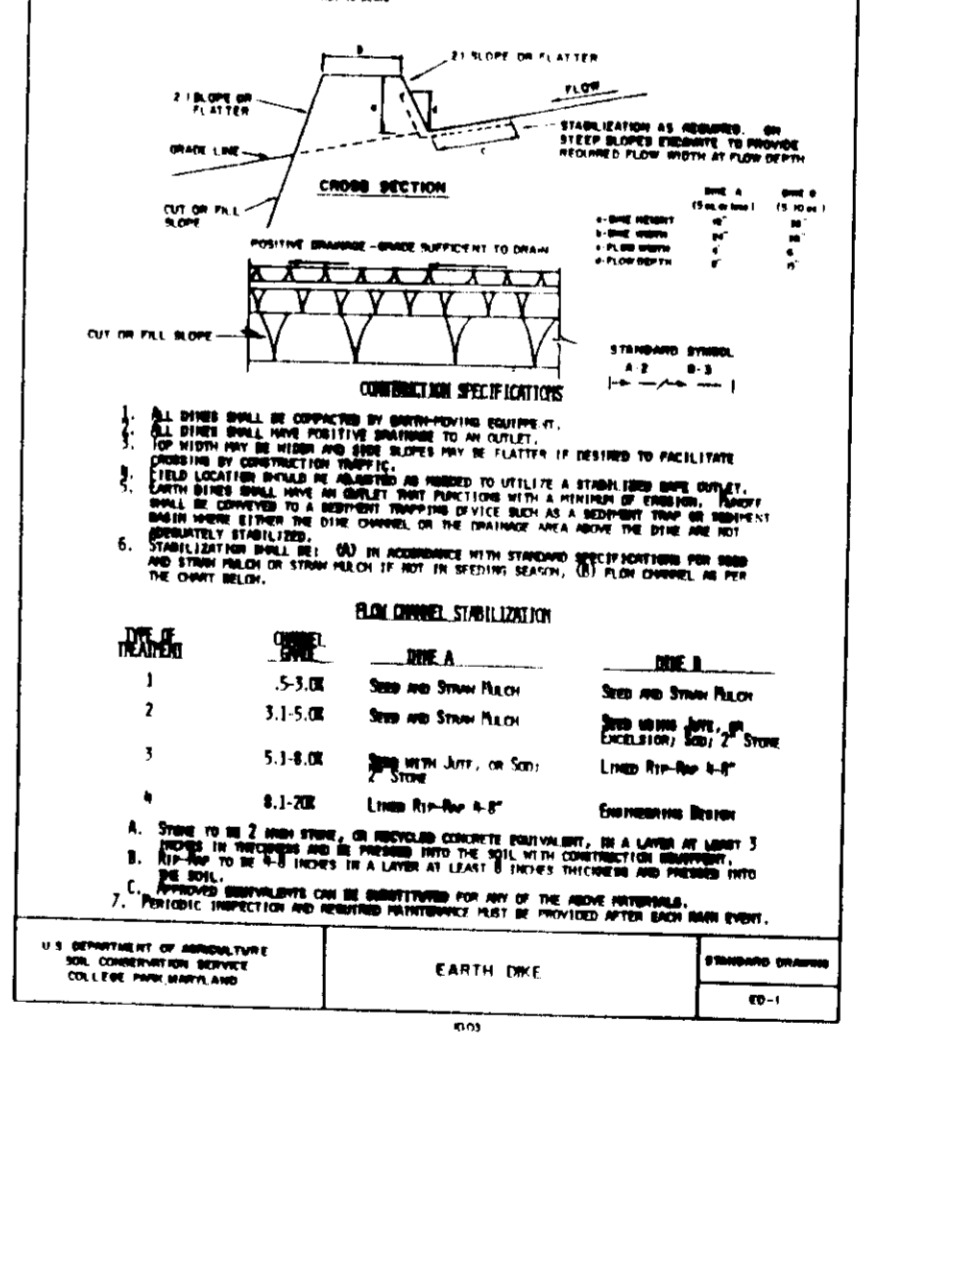 b
2:1 SLOPE OR FLATTER
2:1 SLOPE OR
FLATTER
FLOW
a
d
c
GRADE LINE
STABILIZATION AS REQUIRED. ON
STEEP SLOPES EXCAVATE TO PROVIDE
REQUIRED FLOW WIDTH AT FLOW DEPTH
CROSS SECTION
CUT OR FILL
SLOPE
DIKE A DIKE B
(5 ac. or less) (5-10 ac.)
a-DIKE HEIGHT
b-DIKE WIDTH
c-FLOW WIDTH
d-FLOW DEPTH
POSITIVE DRAINAGE - GRADE SUFFICIENT TO DRAIN
CUT OR FILL SLOPE
STANDARD SYMBOL
A-2 B-3
CONSTRUCTION SPECIFICATIONS
1. ALL DIKES SHALL BE COMPACTED BY EARTH-MOVING EQUIPMENT.
2. ALL DIKES SHALL HAVE POSITIVE DRAINAGE TO AN OUTLET.
3. TOP WIDTH MAY BE WIDER AND SIDE SLOPES MAY BE FLATTER IF DESIRED TO FACILITATE
CROSSING BY CONSTRUCTION TRAFFIC.
4. FIELD LOCATION SHOULD BE ADJUSTED AS NEEDED TO UTILIZE A STABILIZED SAFE OUTLET.
5. EARTH DIKES SHALL HAVE AN OUTLET THAT FUNCTIONS WITH A MINIMUM OF EROSION. RUNOFF
SHALL BE CONVEYED TO A SEDIMENT TRAPPING DEVICE SUCH AS A SEDIMENT TRAP OR SEDIMENT
BASIN WHERE EITHER THE DIKE CHANNEL OR THE DRAINAGE AREA ABOVE THE DIKE ARE NOT
ADEQUATELY STABILIZED.
6. STABILIZATION SHALL BE: (A) IN ACCORDANCE WITH STANDARD SPECIFICATIONS FOR SEED
AND STRAW MULCH OR STRAW MULCH IF NOT IN SEEDING SEASON, (B) FLOW CHANNEL AS PER
THE CHART BELOW.
FLOW CHANNEL STABILIZATION
TYPE OF TREATMENT CHANNEL GRADE DIKE A DIKE B
1 .5-3.0% SEED AND STRAW MULCH SEED AND STRAW MULCH
2 3.1-5.0% SEED AND STRAW MULCH SEED USING JUTE, OR
EXCELSIOR; SOD; 2" STONE
3 5.1-8.0% SEED WITH JUTE, OR SOD; LINED RIP-RAP 4-8"
2" STONE
4 8.1-20% LINED RIP-RAP 4-8" ENGINEERING DESIGN
A. STONE TO BE 2 INCH STONE, OR RECYCLED CONCRETE EQUIVALENT, IN A LAYER AT LEAST 3
INCHES IN THICKNESS AND BE PRESSED INTO THE SOIL WITH CONSTRUCTION EQUIPMENT.
B. RIP-RAP TO BE 4-8 INCHES IN A LAYER AT LEAST 8 INCHES THICKNESS AND PRESSED INTO
THE SOIL.
C. APPROVED EQUIVALENTS CAN BE SUBSTITUTED FOR ANY OF THE ABOVE MATERIALS.
7. PERIODIC INSPECTION AND REQUIRED MAINTENANCE MUST BE PROVIDED AFTER EACH RAIN EVENT.
U.S. DEPARTMENT OF AGRICULTURE
SOIL CONSERVATION SERVICE
COLLEGE PARK, MARYLAND
EARTH DIKE
STANDARD DRAWING
ED-1